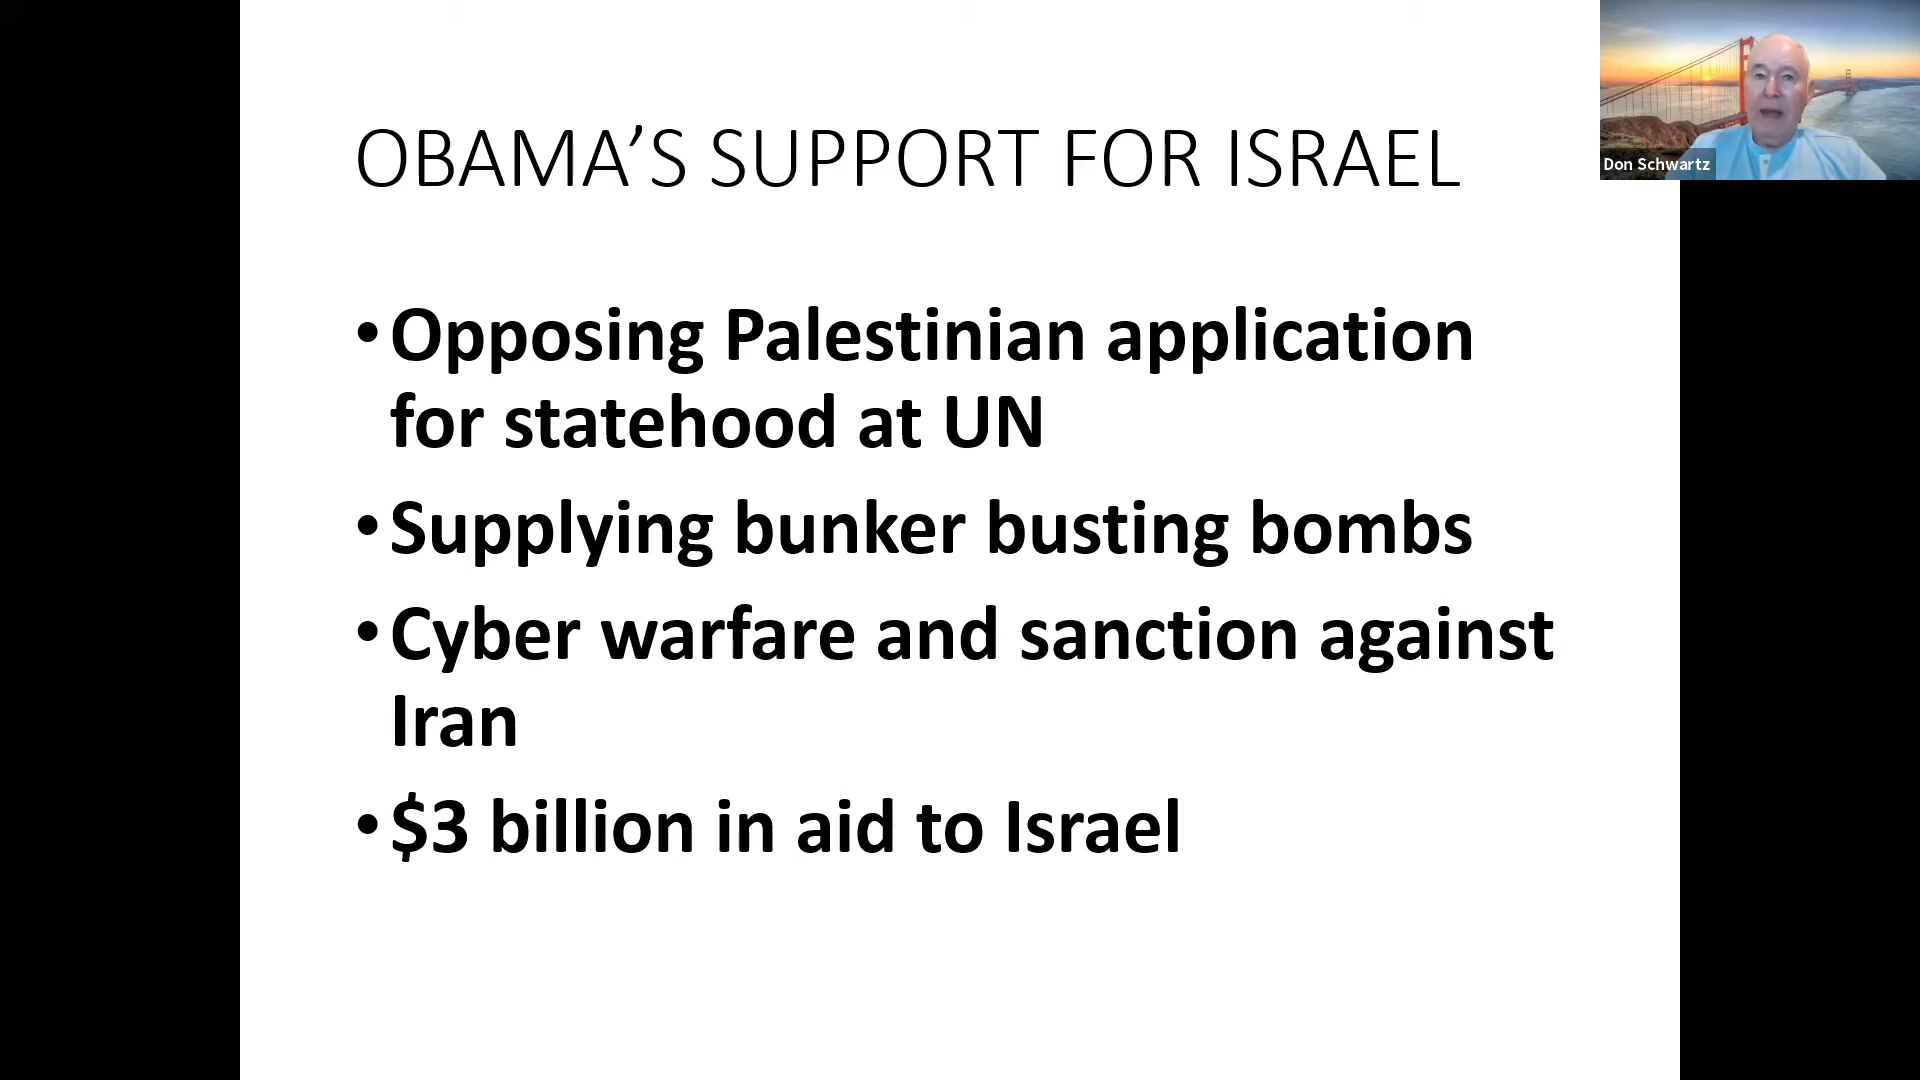 OBAMA’S SUPPORT FOR ISRAEL
•Opposing Palestinian application
for statehood at UN
•Supplying bunker busting bombs
•Cyber warfare and sanction against
Iran
•$3 billion in aid to Israel
Don Schwartz